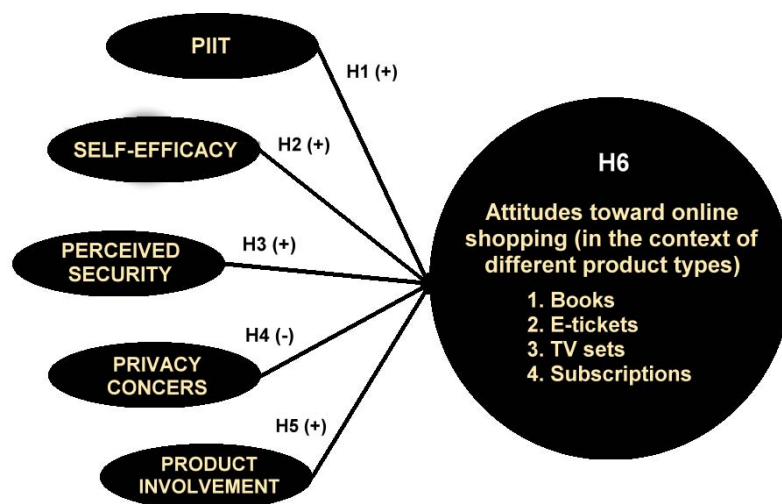 PIIT
H1 (+)
SELF-EFFICACY
H2 (+)
PERCEIVED
SECURITY
H3 (+)
H4 (-)
PRIVACY
CONCERS
H5 (+)
PRODUCT
INVOLVEMENT
H6
Attitudes toward online
shopping (in the context of
different product types)
1. Books
2. E-tickets
3. TV sets
4. Subscriptions